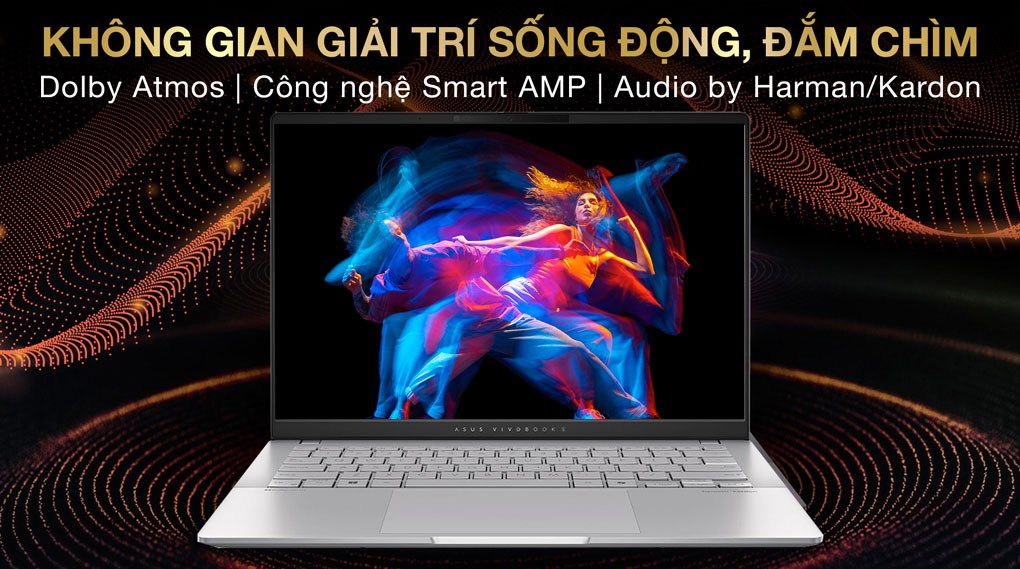 KHÔNG GIAN GIẢI TRÍ SỐNG ĐỘNG, ĐẮM CHÌM
Dolby Atmos | Công nghệ Smart AMP | Audio by Harman/Kardon
ASUS VIVOBOOK S